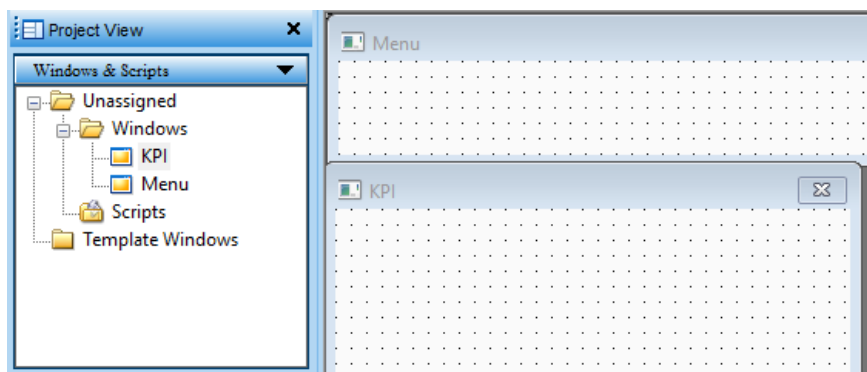 Project View
Windows & Scripts
Unassigned
Windows
KPI
Menu
Scripts
Template Windows
Menu
KPI